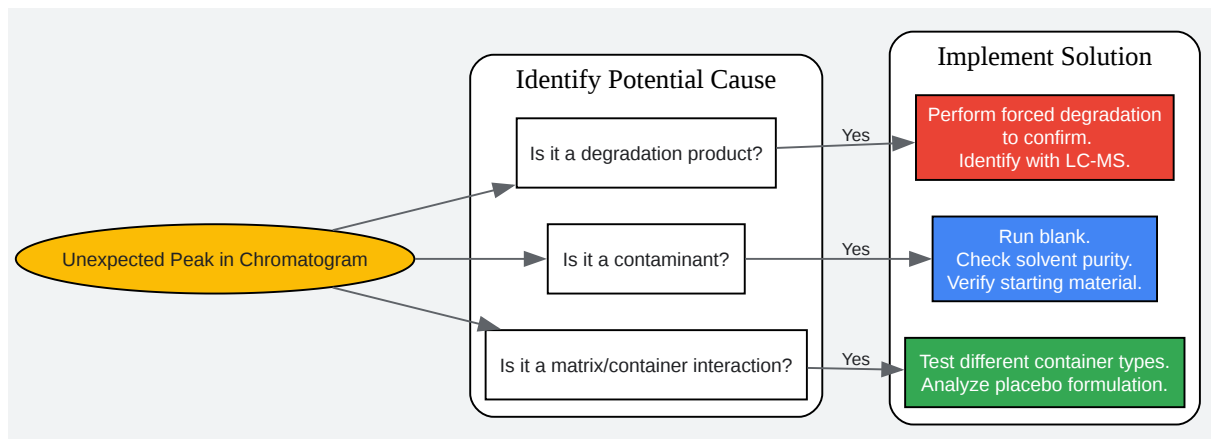 Unexpected Peak in Chromatogram
Identify Potential Cause
Is it a degradation product?
Is it a contaminant?
Is it a matrix/container interaction?
Yes
Yes
Yes
Implement Solution
Perform forced degradation
to confirm.
Identify with LC-MS.
Run blank.
Check solvent purity.
Verify starting material.
Test different container types.
Analyze placebo formulation.